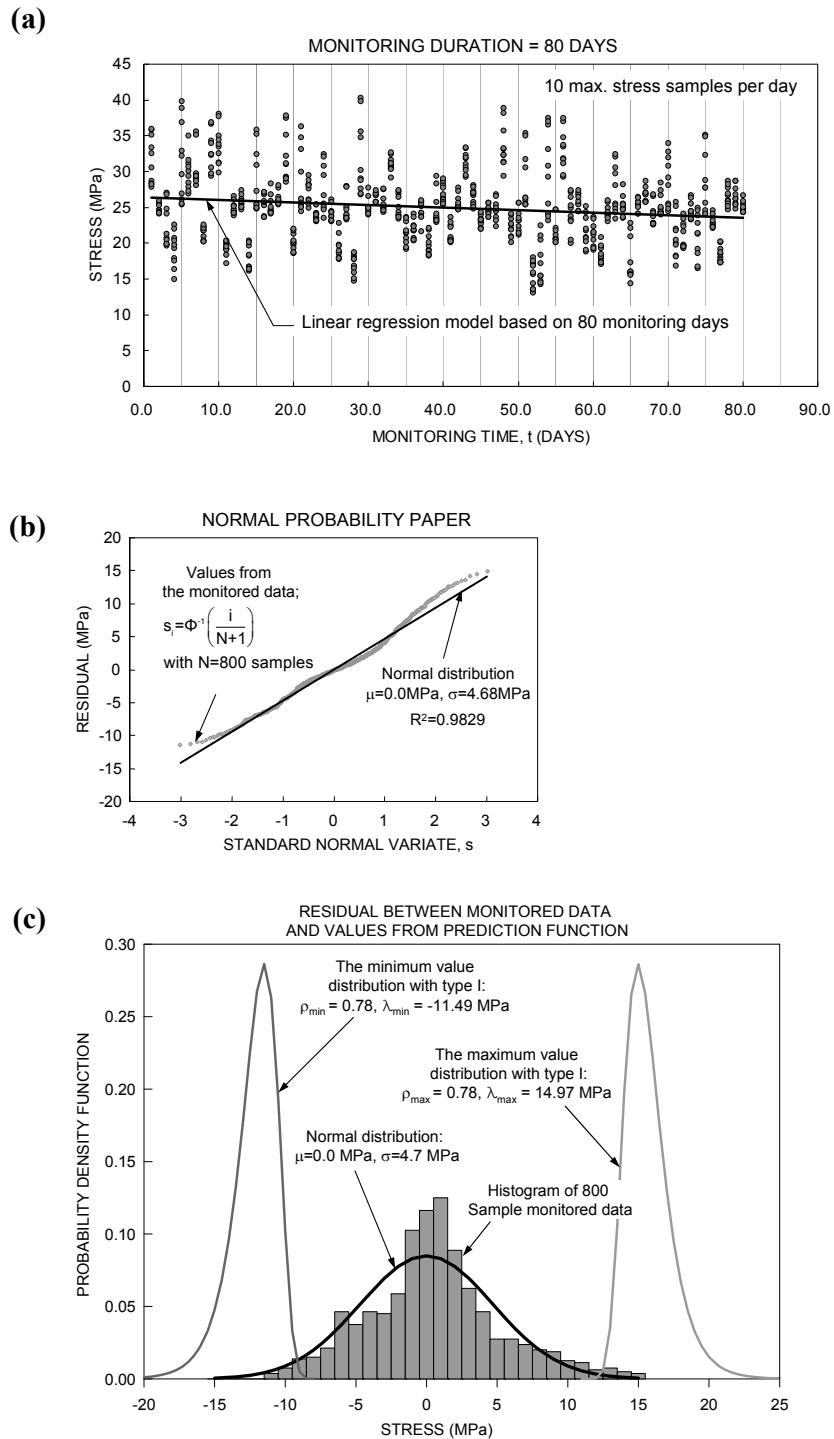 (a)
MONITORING DURATION = 80 DAYS
10 max. stress samples per day
STRESS (MPa)
45
40
35
30
25
20
15
10
5
0
Linear regression model based on 80 monitoring days
0.0 10.0 20.0 30.0 40.0 50.0 60.0 70.0 80.0 90.0
MONITORING TIME, t (DAYS)
(b)
NORMAL PROBABILITY PAPER
RESIDUAL (MPa)
20
15
10
5
0
-5
-10
-15
-20
Values from
the monitored data;
sᵢ=Φ⁻¹(i/N+1)
with N=800 samples
Normal distribution
μ=0.0MPa, σ=4.68MPa
R²=0.9829
-4 -3 -2 -1 0 1 2 3 4
STANDARD NORMAL VARIATE, s
(c)
RESIDUAL BETWEEN MONITORED DATA
AND VALUES FROM PREDICTION FUNCTION
PROBABILITY DENSITY FUNCTION
0.30
0.25
0.20
0.15
0.10
0.05
0.00
The minimum value
distribution with type I:
ρmin = 0.78, λmin = -11.49 MPa
The maximum value
distribution with type I:
ρmax = 0.78, λmax = 14.97 MPa
Normal distribution:
μ=0.0 MPa, σ=4.7 MPa
Histogram of 800
Sample monitored data
-20 -15 -10 -5 0 5 10 15 20 25
STRESS (MPa)